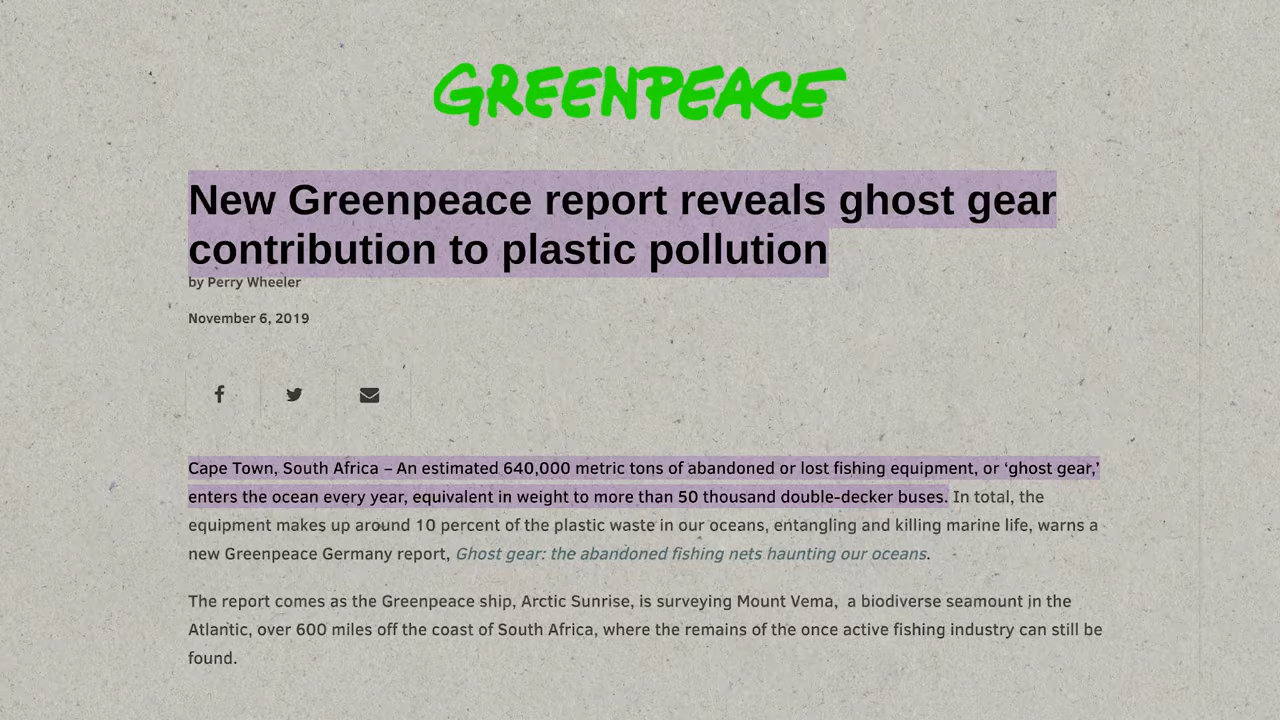 GREENPEACE
New Greenpeace report reveals ghost gear
contribution to plastic pollution
by Perry Wheeler
November 6, 2019
Cape Town, South Africa – An estimated 640,000 metric tons of abandoned or lost fishing equipment, or ‘ghost gear,’
enters the ocean every year, equivalent in weight to more than 50 thousand double-decker buses. In total, the
equipment makes up around 10 percent of the plastic waste in our oceans, entangling and killing marine life, warns a
new Greenpeace Germany report, Ghost gear: the abandoned fishing nets haunting our oceans.
The report comes as the Greenpeace ship, Arctic Sunrise, is surveying Mount Vema,  a biodiverse seamount in the
Atlantic, over 600 miles off the coast of South Africa, where the remains of the once active fishing industry can still be
found.